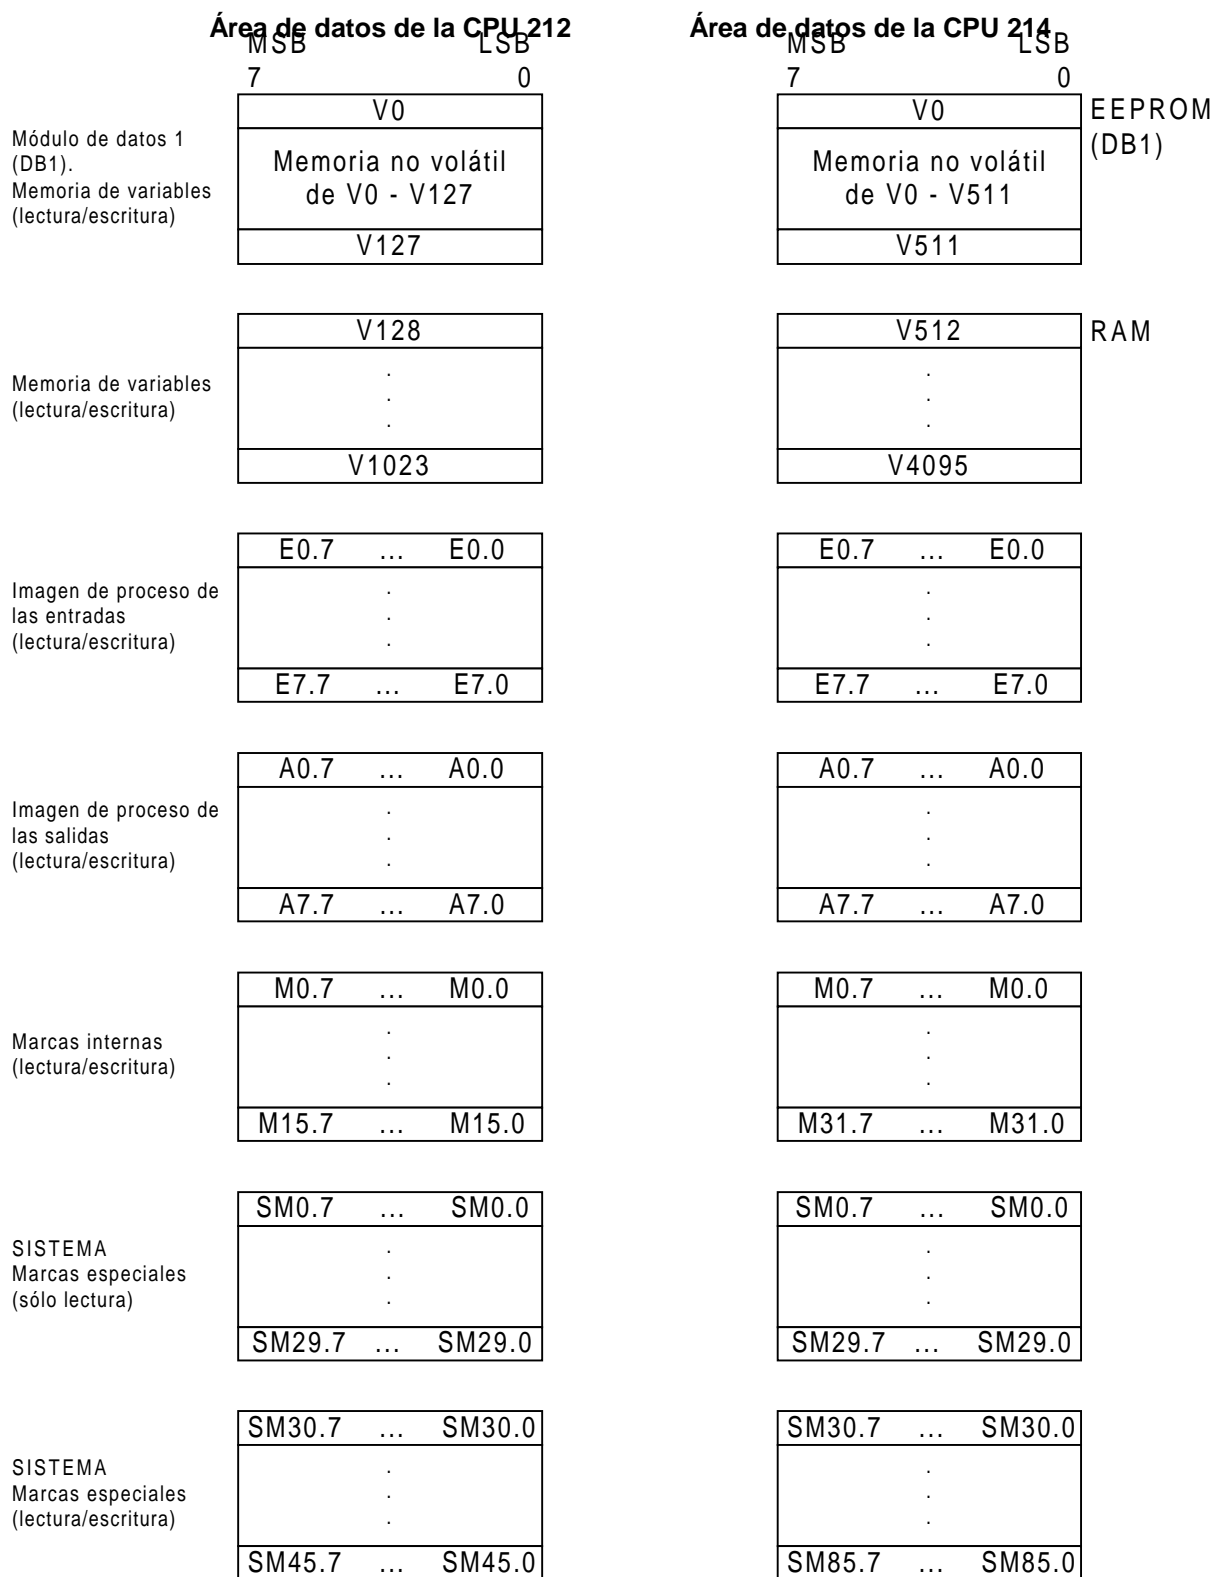 Área de datos de la CPU 212 Área de datos de la CPU 214
MSB LSB MSB LSB
7 0 7 0
Módulo de datos 1
(DB1).
Memoria de variables
(lectura/escritura)
V0
Memoria no volátil
de V0 - V127
V127
V0
Memoria no volátil
de V0 - V511
V511
EEPROM
(DB1)
Memoria de variables
(lectura/escritura)
V128
.
.
.
V1023
V512
.
.
.
V4095
RAM
Imagen de proceso de
las entradas
(lectura/escritura)
E0.7 ... E0.0
.
.
.
E7.7 ... E7.0
E0.7 ... E0.0
.
.
.
E7.7 ... E7.0
Imagen de proceso de
las salidas
(lectura/escritura)
A0.7 ... A0.0
.
.
.
A7.7 ... A7.0
A0.7 ... A0.0
.
.
.
A7.7 ... A7.0
Marcas internas
(lectura/escritura)
M0.7 ... M0.0
.
.
.
M15.7 ... M15.0
M0.7 ... M0.0
.
.
.
M31.7 ... M31.0
SISTEMA
Marcas especiales
(sólo lectura)
SM0.7 ... SM0.0
.
.
.
SM29.7 ... SM29.0
SM0.7 ... SM0.0
.
.
.
SM29.7 ... SM29.0
SISTEMA
Marcas especiales
(lectura/escritura)
SM30.7 ... SM30.0
.
.
.
SM45.7 ... SM45.0
SM30.7 ... SM30.0
.
.
.
SM85.7 ... SM85.0